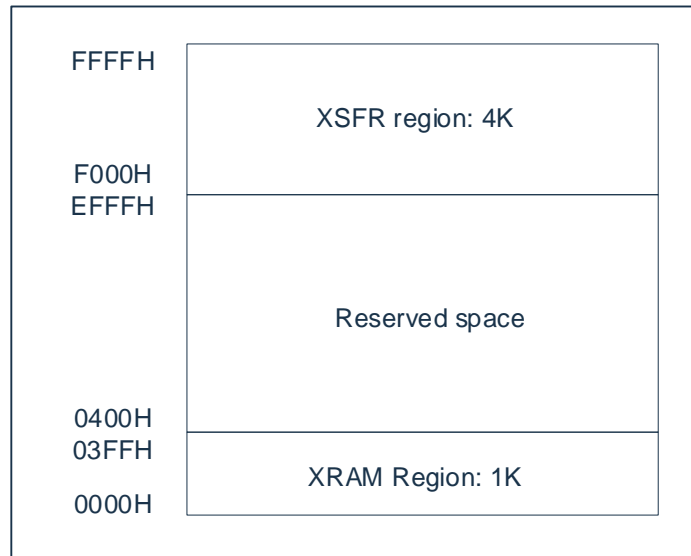 FFFFH
XSFR region: 4K
F000H
EFFFH
Reserved space
0400H
03FFH
XRAM Region: 1K
0000H